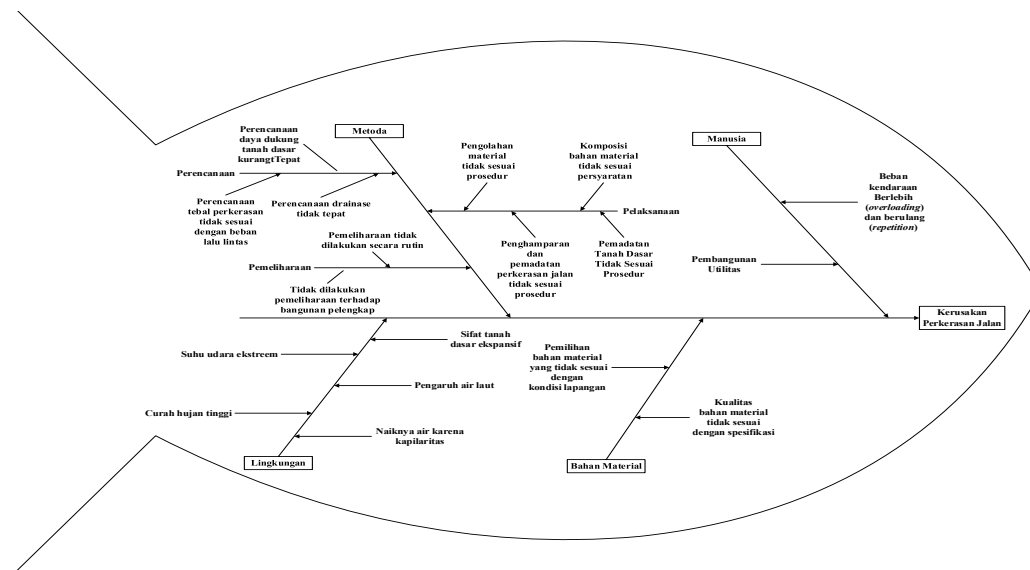 Perencanaan
daya dukung
tanah dasar
kurangtTepat
Metoda
Perencanaan
Perencanaan
tebal perkerasan
tidak sesuai
dengan beban
lalu lintas
Perencanaan drainase
tidak tepat
Pengolahan
material
tidak sesuai
prosedur
Komposisi
bahan material
tidak sesuai
persyaratan
Pelaksanaan
Penghamparan
dan
pemadatan
perkerasan jalan
tidak sesuai
prosedur
Pemadatan
Tanah Dasar
Tidak Sesuai
Prosedur
Pemeliharaan tidak
dilakukan secara rutin
Pemeliharaan
Tidak dilakukan
pemeliharaan terhadap
bangunan pelengkap
Manusia
Beban
kendaraan
Berlebih
(overloading)
dan berulang
(repetition)
Pembangunan
Utilitas
Kerusakan
Perkerasan Jalan
Sifat tanah
dasar ekspansif
Suhu udara ekstreem
Pengaruh air laut
Curah hujan tinggi
Naiknya air karena
kapilaritas
Lingkungan
Pemilihan
bahan material
yang tidak sesuai
dengan
kondisi lapangan
Kualitas
bahan material
tidak sesuai
dengan spesifikasi
Bahan Material